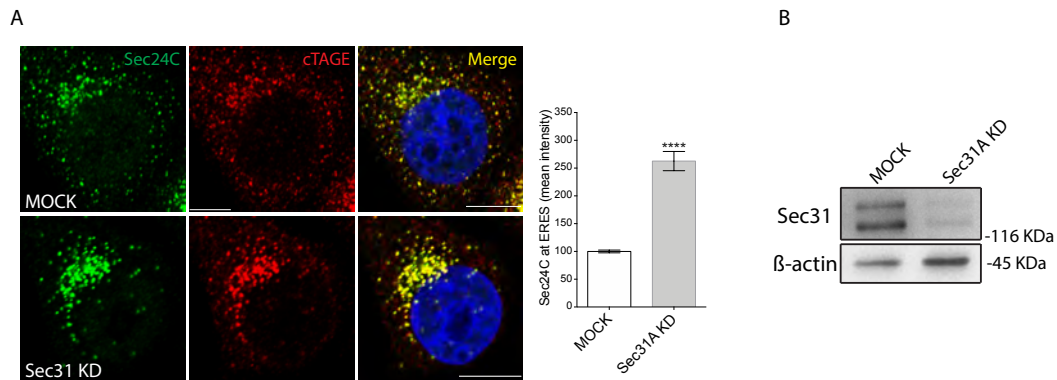 A
Sec24C
cTAGE
Merge
MOCK
Sec31 KD
Sec24C at ERES (mean intensity)
350
300
250
200
150
100
50
0
****
MOCK
Sec31A KD
B
MOCK
Sec31A KD
Sec31
-116 KDa
ß-actin
-45 KDa